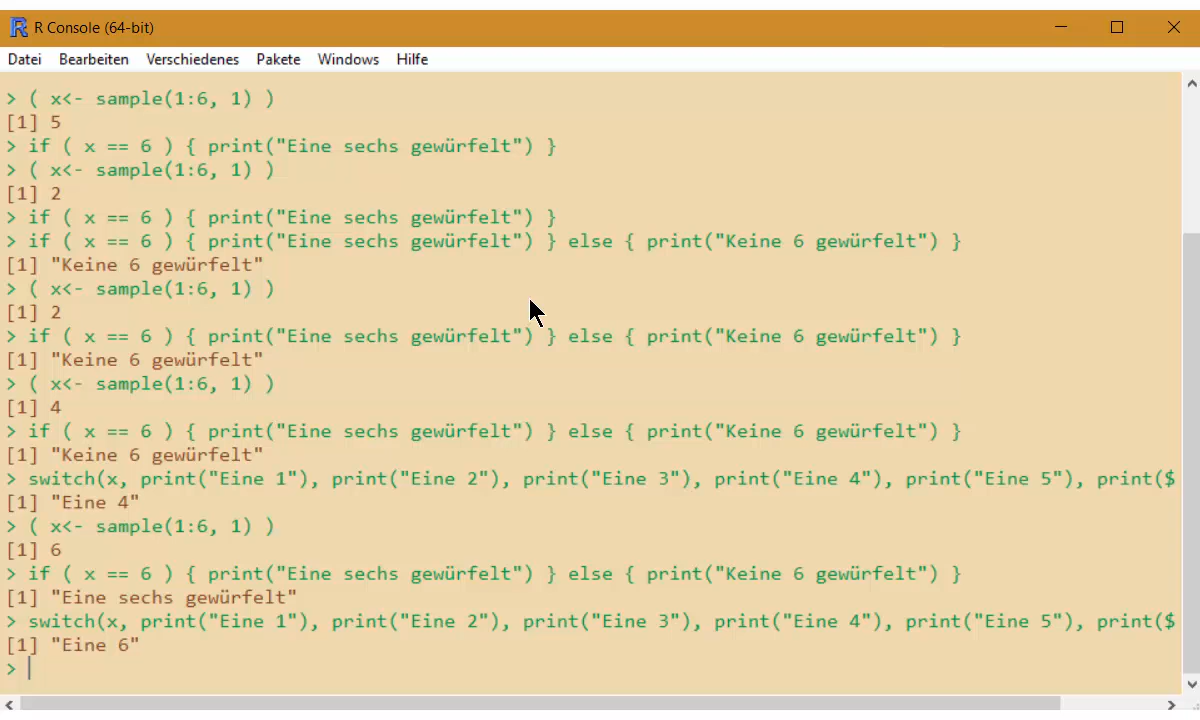 R Console (64-bit)
Datei Bearbeiten Verschiedenes Pakete Windows Hilfe
> ( x<- sample(1:6, 1) )
[1] 5
> if ( x == 6 ) { print("Eine sechs gewürfelt") }
> ( x<- sample(1:6, 1) )
[1] 2
> if ( x == 6 ) { print("Eine sechs gewürfelt") }
> if ( x == 6 ) { print("Eine sechs gewürfelt") } else { print("Keine 6 gewürfelt") }
[1] "Keine 6 gewürfelt"
> ( x<- sample(1:6, 1) )
[1] 2
> if ( x == 6 ) { print("Eine sechs gewürfelt") } else { print("Keine 6 gewürfelt") }
[1] "Keine 6 gewürfelt"
> ( x<- sample(1:6, 1) )
[1] 4
> if ( x == 6 ) { print("Eine sechs gewürfelt") } else { print("Keine 6 gewürfelt") }
[1] "Keine 6 gewürfelt"
> switch(x, print("Eine 1"), print("Eine 2"), print("Eine 3"), print("Eine 4"), print("Eine 5"), print($
[1] "Eine 4"
> ( x<- sample(1:6, 1) )
[1] 6
> if ( x == 6 ) { print("Eine sechs gewürfelt") } else { print("Keine 6 gewürfelt") }
[1] "Eine sechs gewürfelt"
> switch(x, print("Eine 1"), print("Eine 2"), print("Eine 3"), print("Eine 4"), print("Eine 5"), print($
[1] "Eine 6"
>